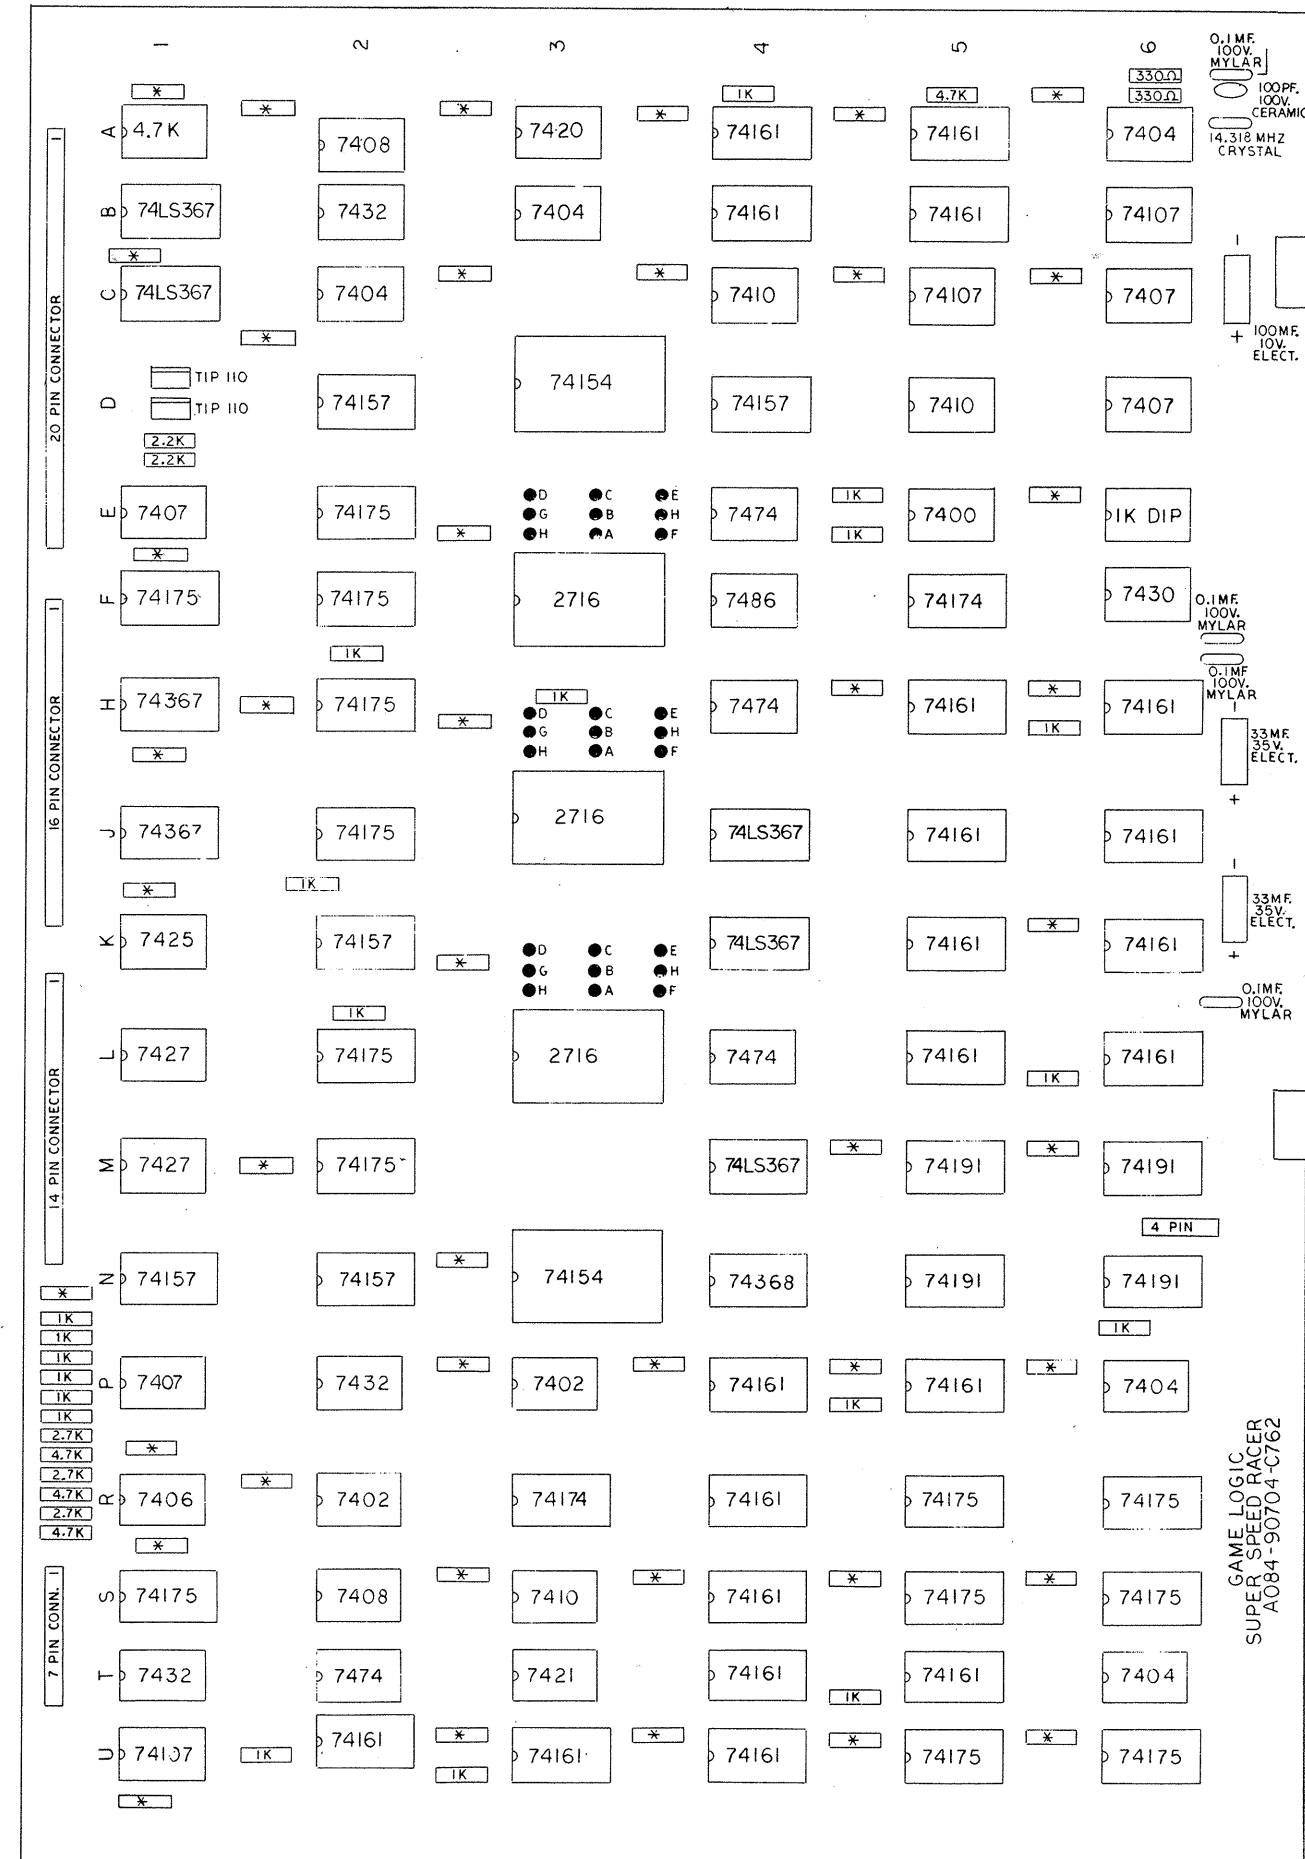 1 2 3 4 5 6
0.1MF.
100V.
MYLAR
330Ω
330Ω
100PF.
100V.
CERAMIC
14.318 MHZ
CRYSTAL
* * * 1K * 4.7K *
*
A 4.7K 7408 7420 74161 74161 7404
B 74LS367 7432 7404 74161 74161 74107
*
C 74LS367 7404 * * 7410 * 74107 * 7407
-
+ 100MF.
10V.
ELECT.
*
20 PIN CONNECTOR 1
D TIP 110
TIP 110
74157 74154 74157 7410 7407
2.2K
2.2K
D C E
G B H
H A F
1K
1K
*
E 7407 74175 * 7474 7400 1K DIP
*
F 74175 74175 2716 7486 74174 7430
0.1MF.
100V.
MYLAR
0.1MF
100V.
MYLAR
1K
16 PIN CONNECTOR 1
1K
D C E
G B H
H A F
H 74367 * 74175 * 7474 * 74161 * 74161
1K
*
-
33MF.
35V.
ELECT.
+
J 74367 74175 2716 74LS367 74161 74161
* 1K
-
33MF.
35V.
ELECT.
+
K 7425 74157 * 74LS367 74161 * 74161
D C E
G B H
H A F
0.1MF.
100V.
MYLAR
1K
14 PIN CONNECTOR 1
L 7427 74175 2716 7474 74161 74161
1K
M 7427 * 74175 74LS367 * 74191 * 74191
4 PIN
N 74157 74157 * 74154 74368 74191 74191
*
1K
1K
1K
1K
1K
1K
2.7K
4.7K
2.7K
4.7K
2.7K
4.7K
1K
P 7407 7432 * 7402 * 74161 * 74161 * 7404
1K
*
R 7406 * 7402 74174 74161 74175 74175
*
7 PIN CONN. 1
S 74175 7408 * 7410 * 74161 * 74175 * 74175
T 7432 7474 7421 74161 74161 7404
1K
U 74107 1K 74161 * 74161 * 74161 * 74175 * 74175
1K
*
GAME LOGIC
SUPER SPEED RACER
A084-90704-C762